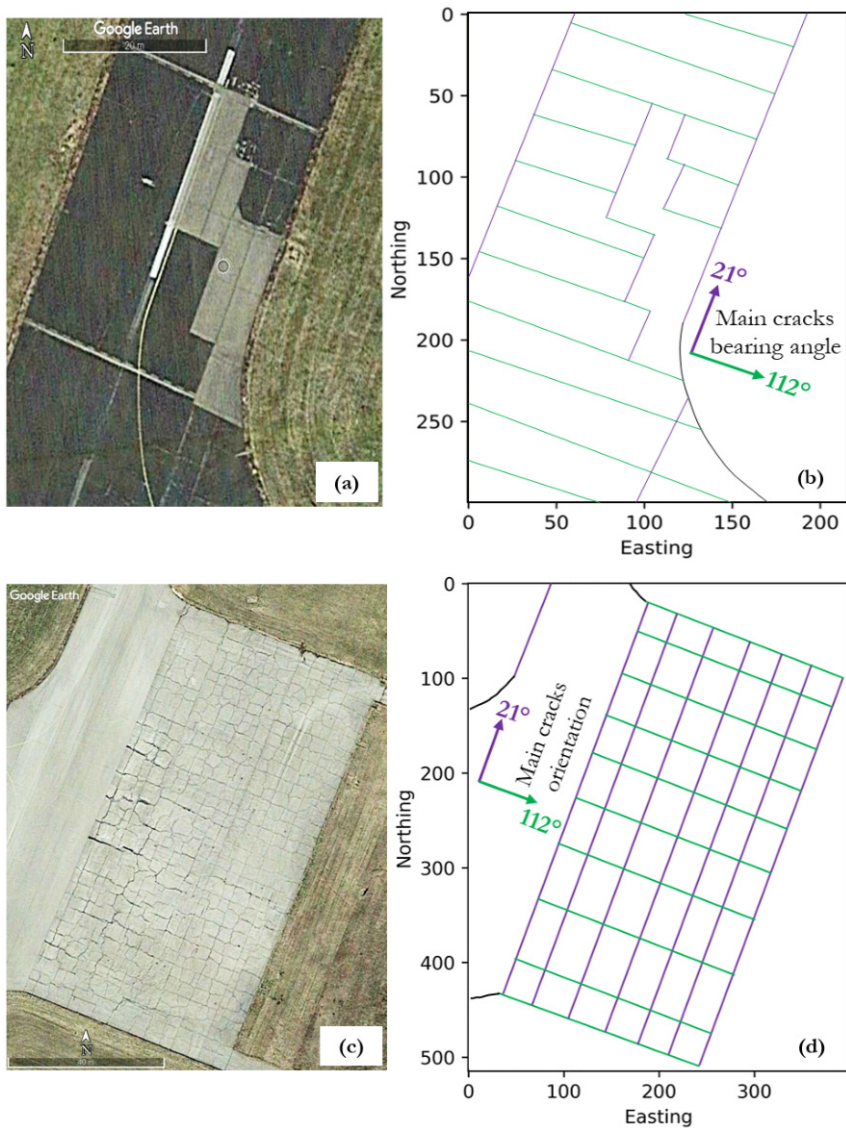 Google Earth
20 m
N
(a)
0
50
100
150
200
250
Northing
0
50
100
150
200
Easting
21°
Main cracks
bearing angle
112°
(b)
Google Earth
N
40 m
(c)
0
100
200
300
400
500
Northing
0
100
200
300
Easting
21°
Main cracks
orientation
112°
(d)